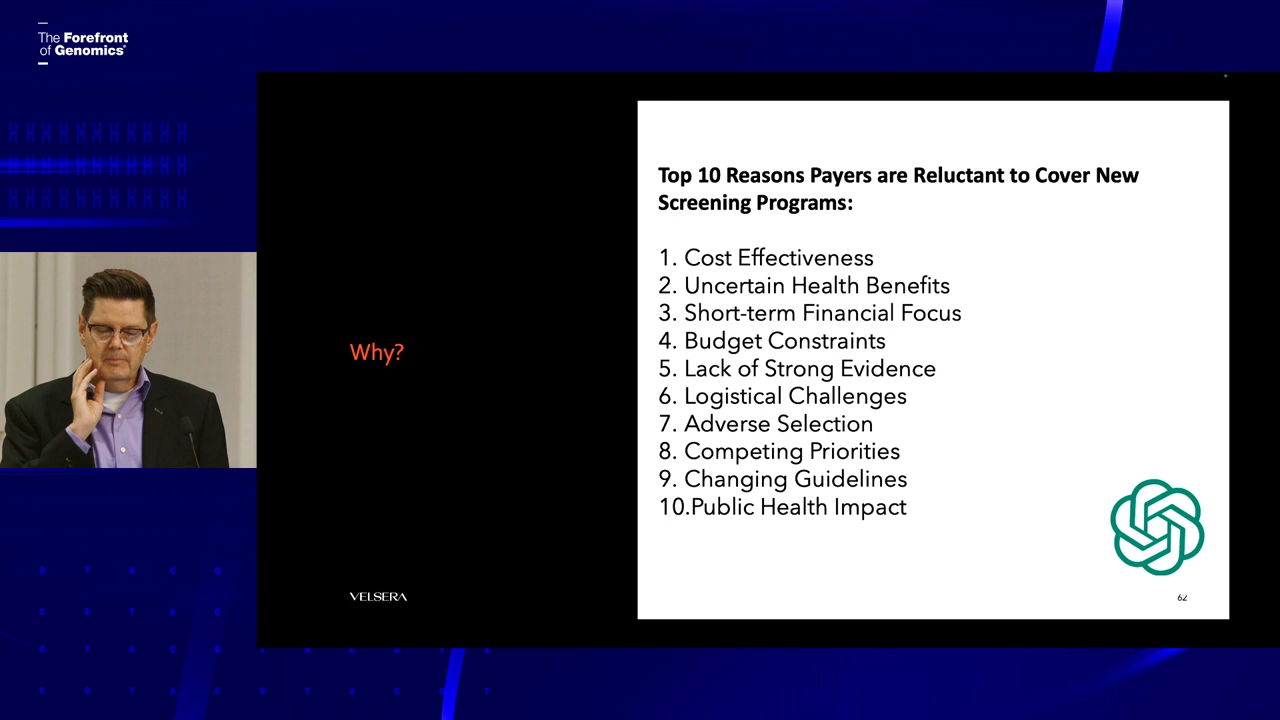 The Forefront
of Genomics®
Why?
Top 10 Reasons Payers are Reluctant to Cover New
Screening Programs:
1. Cost Effectiveness
2. Uncertain Health Benefits
3. Short-term Financial Focus
4. Budget Constraints
5. Lack of Strong Evidence
6. Logistical Challenges
7. Adverse Selection
8. Competing Priorities
9. Changing Guidelines
10.Public Health Impact
VELSERA
62